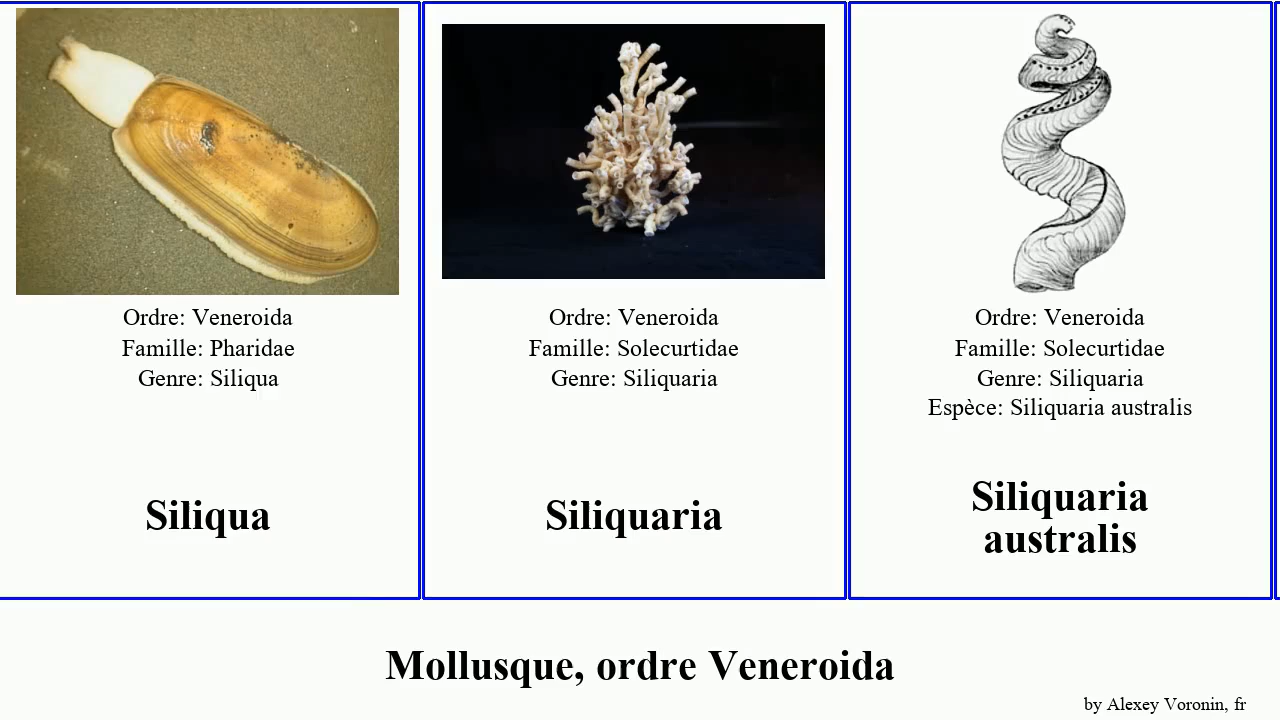 Ordre: Veneroida
Famille: Pharidae
Genre: Siliqua
Siliqua
Ordre: Veneroida
Famille: Solecurtidae
Genre: Siliquaria
Siliquaria
Ordre: Veneroida
Famille: Solecurtidae
Genre: Siliquaria
Espèce: Siliquaria australis
Siliquaria
australis
Mollusque, ordre Veneroida
by Alexey Voronin, fr